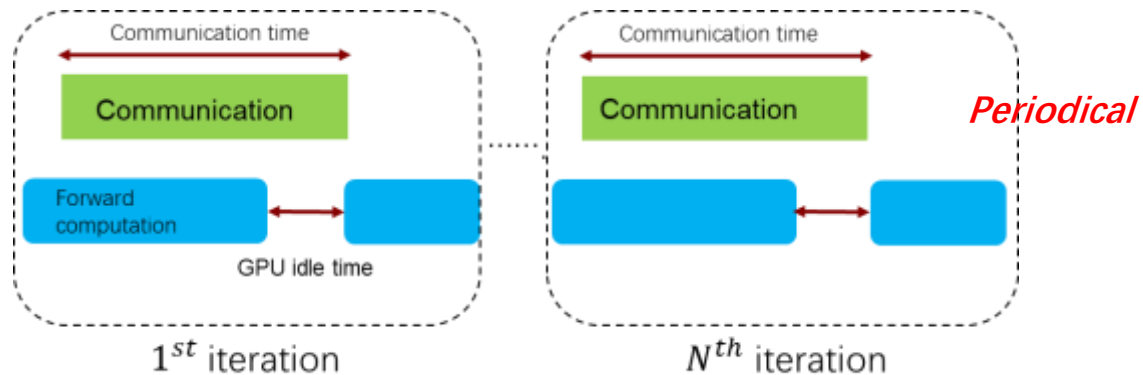 Communication time
Communication
Forward
computation
GPU idle time
1st iteration
Communication time
Communication
Periodical
Nth iteration